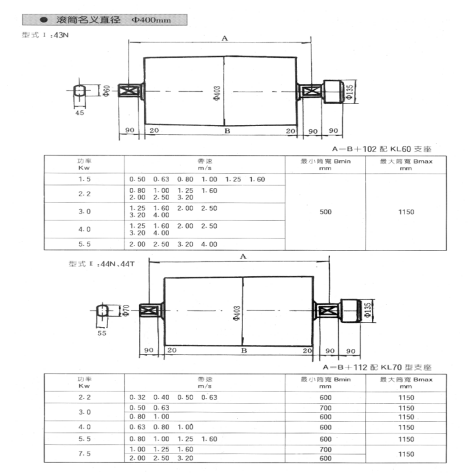 ● 滚筒名义直径 Φ400mm
型式 I :43N
A
Φ60
Φ403
Φ135
45
90 20 B 20 90 90
A=B+102 配 KL60 支座
功率 Kw 带速 m/s 最小筒宽 Bmin mm 最大筒宽 Bmax mm
1.5 0.50 0.63 0.80 1.00 1.25 1.60
2.2 0.80 1.00 1.25 1.60
2.00 2.50 3.20
3.0 1.25 1.60 2.00 2.50
3.20 4.00
500 1150
4.0 1.25 1.60 2.00 2.50
3.20 4.00
5.5 2.00 2.50 3.20 4.00
:44N.44T
A
Φ70
Φ403
Φ135
55
90 20 B 20 90 90
A=B+112 配 KL70 型支座
功率 Kw 带速 m/s 最小筒宽 Bmin mm 最大筒宽 Bmax mm
2.2 0.32 0.40 0.50 0.63 600 1150
3.0 0.50 0.63 700 1150
0.80 1.00 600 1150
4.0 0.63 0.80 1.00 600 1150
5.5 0.80 1.00 1.25 1.60 600 1150
7.5 1.00 1.25 1.60 700 1150
2.00 2.50 3.20 600